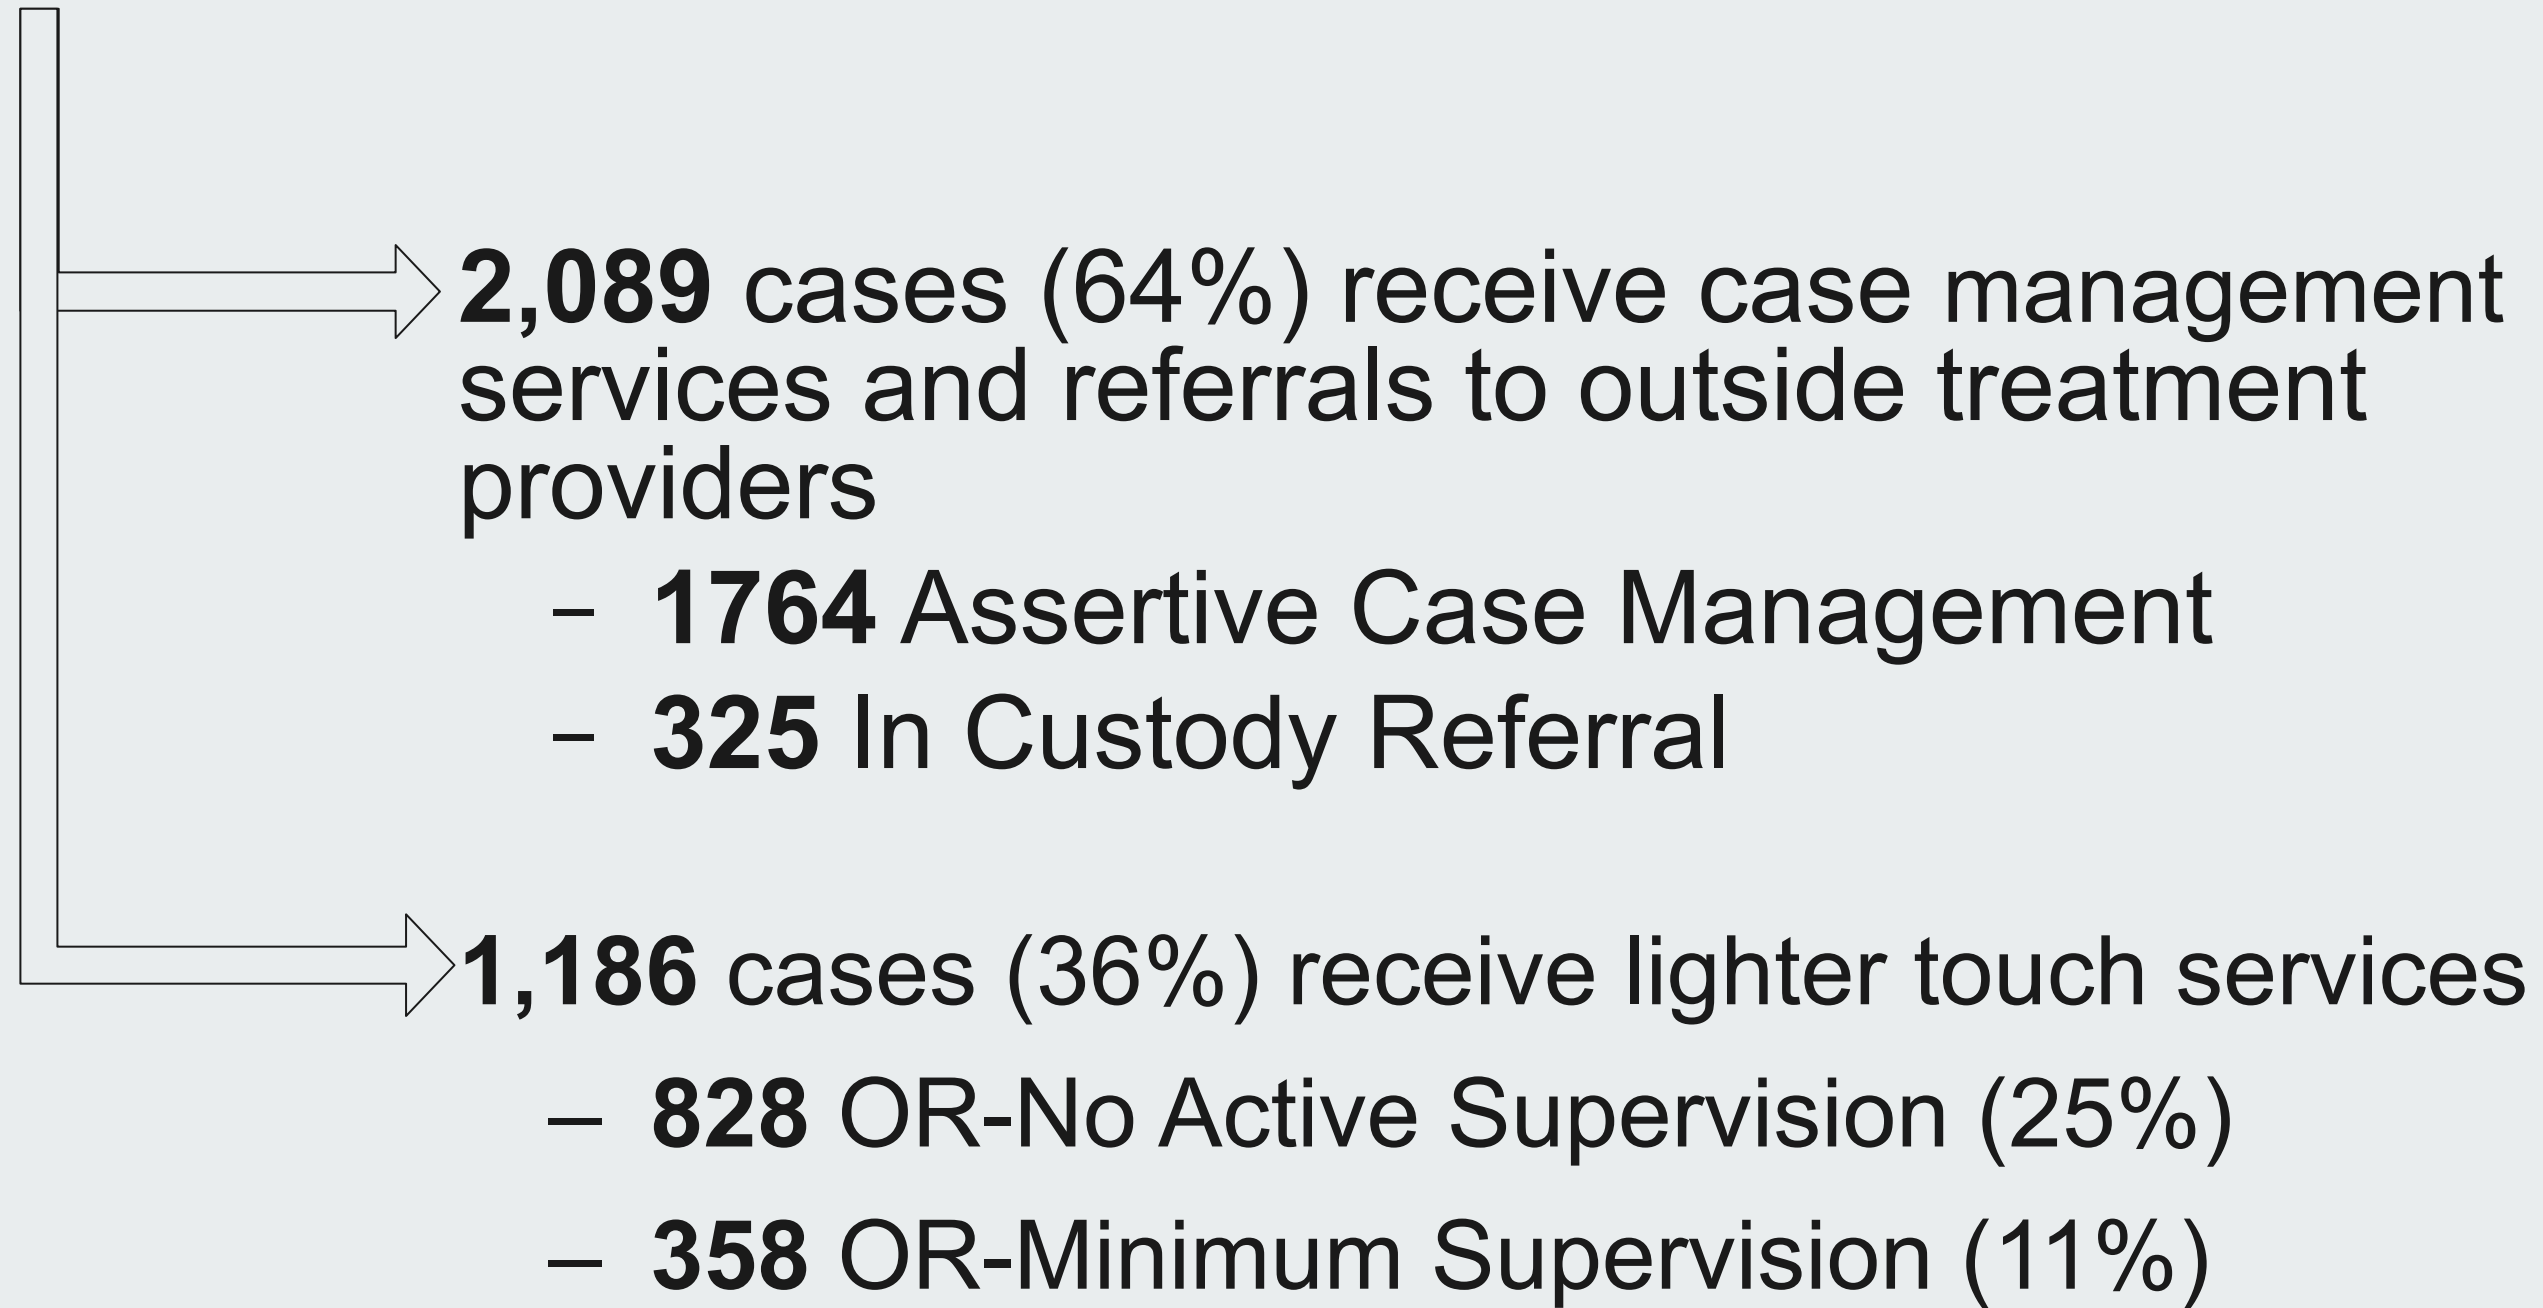 2,089 cases (64%) receive case management
services and referrals to outside treatment
providers
– 1764 Assertive Case Management
– 325 In Custody Referral
1,186 cases (36%) receive lighter touch services
– 828 OR-No Active Supervision (25%)
– 358 OR-Minimum Supervision (11%)